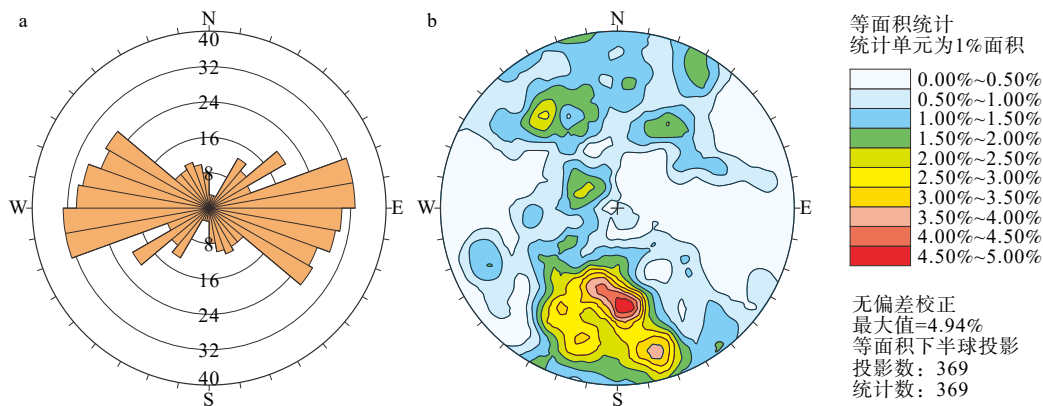 a
N
40
32
24
16
8
W
E
8
16
24
32
40
S
b
N
W
E
S
等面积统计
统计单元为1%面积
0.00%~0.50%
0.50%~1.00%
1.00%~1.50%
1.50%~2.00%
2.00%~2.50%
2.50%~3.00%
3.00%~3.50%
3.50%~4.00%
4.00%~4.50%
4.50%~5.00%
无偏差校正
最大值=4.94%
等面积下半球投影
投影数：369
统计数：369